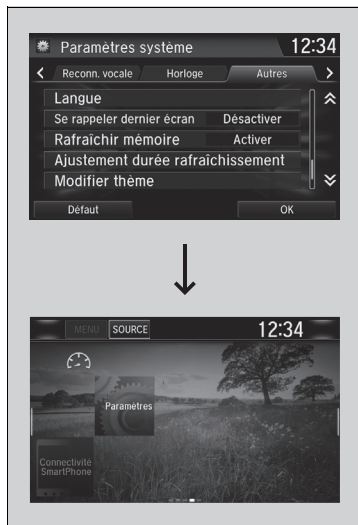 Paramètres système 12:34
Reconn. vocale Horloge Autres
Langue
Se rappeler dernier écran Désactiver
Rafraîchir mémoire Activer
Ajustement durée rafraîchissement
Modifier thème
Défaut OK
MENU SOURCE 12:34
Paramètres
Connectivité
SmartPhone